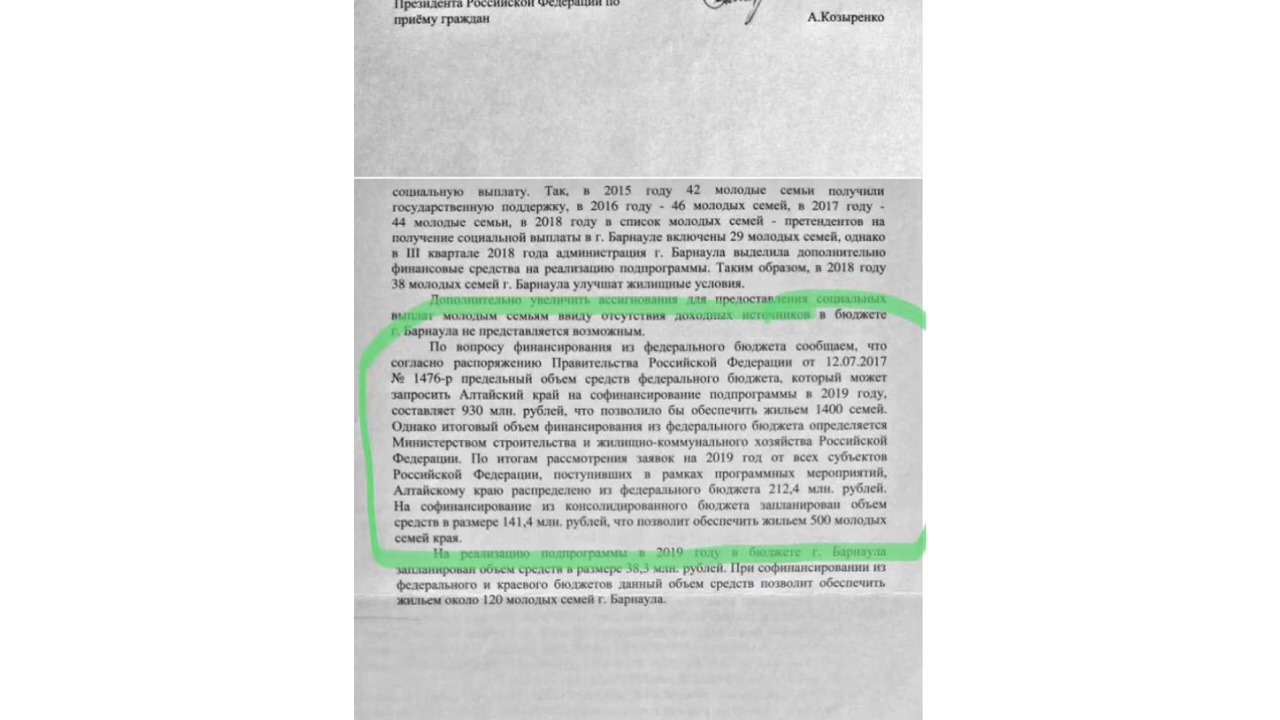 Президента Российской Федерации по
приёму граждан А.Козыренко
социальную выплату. Так, в 2015 году 42 молодые семьи получили
государственную поддержку, в 2016 году - 46 молодых семей, в 2017 году -
44 молодые семьи, в 2018 году в список молодых семей - претендентов на
получение социальной выплаты в г. Барнауле включены 29 молодых семей, однако
в III квартале 2018 года администрация г. Барнаула выделила дополнительно
финансовые средства на реализацию подпрограммы. Таким образом, в 2018 году
38 молодых семей г. Барнаула улучшат жилищные условия.
Дополнительно увеличить ассигнования для предоставления социальных
выплат молодым семьям ввиду отсутствия доходных источников в бюджете
г. Барнаула не представляется возможным.
По вопросу финансирования из федерального бюджета сообщаем, что
согласно распоряжению Правительства Российской Федерации от 12.07.2017
№ 1476-р предельный объем средств федерального бюджета, который может
запросить Алтайский край на софинансирование подпрограммы в 2019 году,
составляет 930 млн. рублей, что позволило бы обеспечить жильем 1400 семей.
Однако итоговый объем финансирования из федерального бюджета определяется
Министерством строительства и жилищно-коммунального хозяйства Российской
Федерации. По итогам рассмотрения заявок на 2019 год от всех субъектов
Российской Федерации, поступивших в рамках программных мероприятий,
Алтайскому краю распределено из федерального бюджета 212,4 млн. рублей.
На софинансирование из консолидированного бюджета запланирован объем
средств в размере 141,4 млн. рублей, что позволит обеспечить жильем 500 молодых
семей края.
На реализацию подпрограммы в 2019 году в бюджете г. Барнаула
запланирован объем средств в размере 38,3 млн. рублей. При софинансировании из
федерального и краевого бюджетов данный объем средств позволит обеспечить
жильем около 120 молодых семей г. Барнаула.